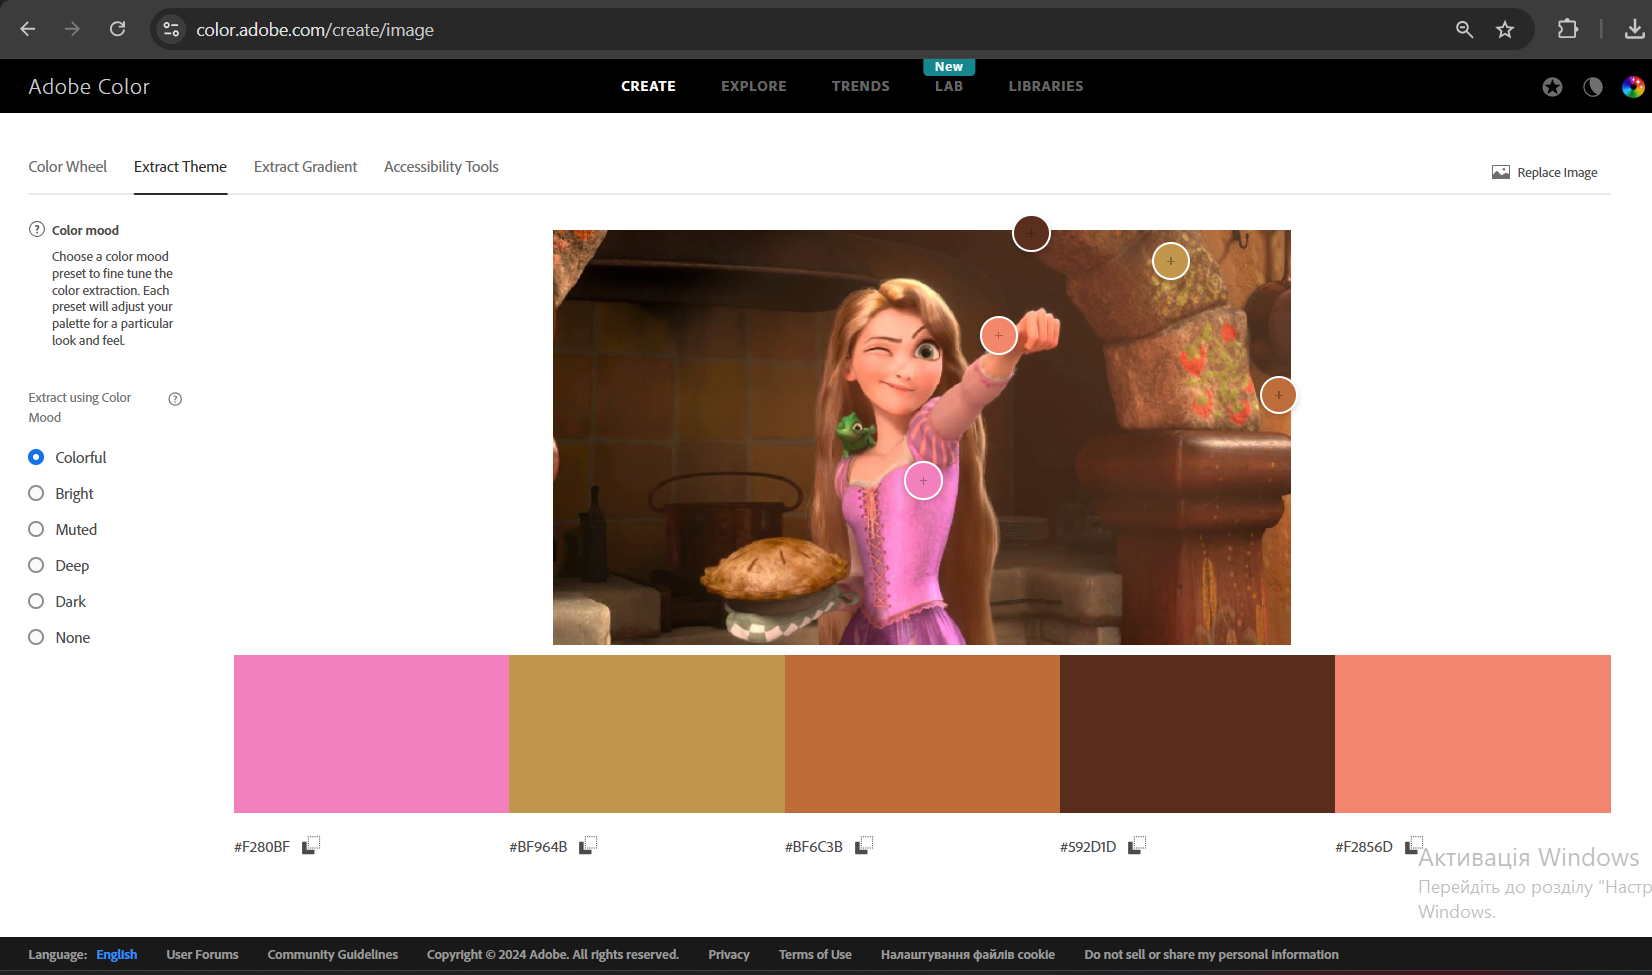 color.adobe.com/create/image
Adobe Color
CREATE
EXPLORE
TRENDS
New
LAB
LIBRARIES
Color Wheel
Extract Theme
Extract Gradient
Accessibility Tools
Replace Image
? Color mood
Choose a color mood
preset to fine tune the
color extraction. Each
preset will adjust your
palette for a particular
look and feel.
Extract using Color
Mood ?
Colorful
Bright
Muted
Deep
Dark
None
#F280BF
#BF964B
#BF6C3B
#592D1D
#F2856D
Активація Windows
Перейдіть до розділу "Настр
Windows.
Language: English
User Forums
Community Guidelines
Copyright © 2024 Adobe. All rights reserved.
Privacy
Terms of Use
Налаштування файлів cookie
Do not sell or share my personal information